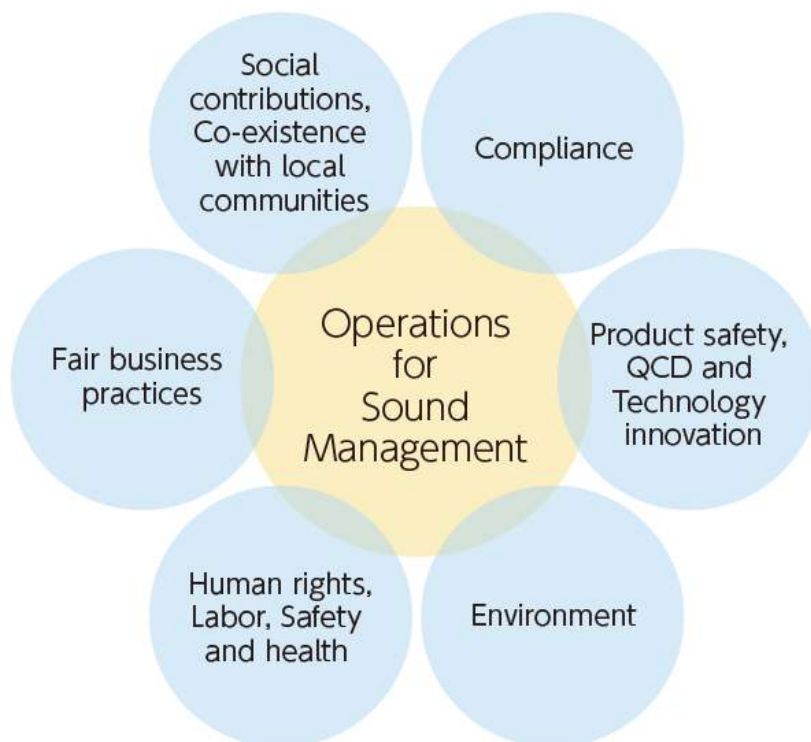 Social
contributions,
Co-existence
with local
communities
Compliance
Operations
for
Sound
Management
Product safety,
QCD and
Technology
innovation
Fair business
practices
Human rights,
Labor, Safety
and health
Environment